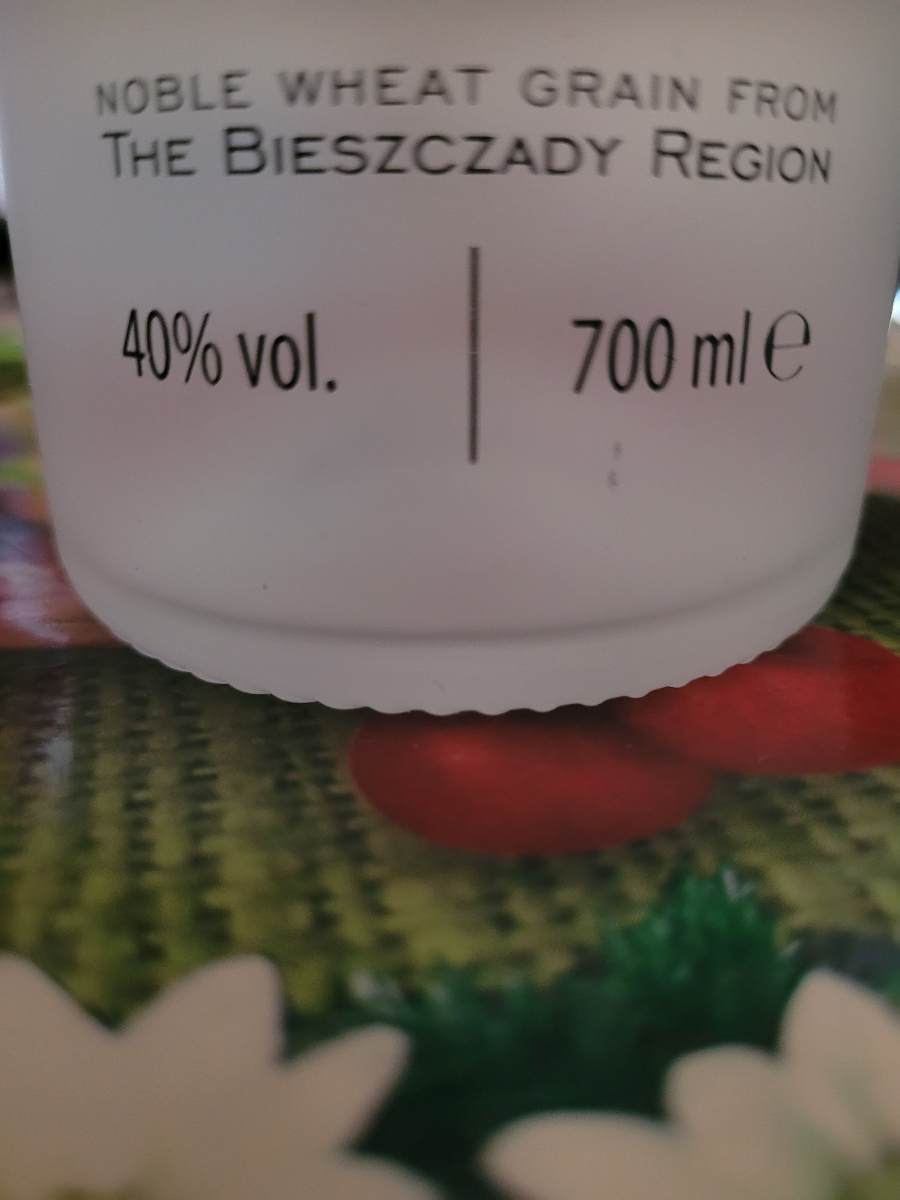 NOBLE WHEAT GRAIN FROM
THE BIESZCZADY REGION
40% vol. | 700 ml ℮